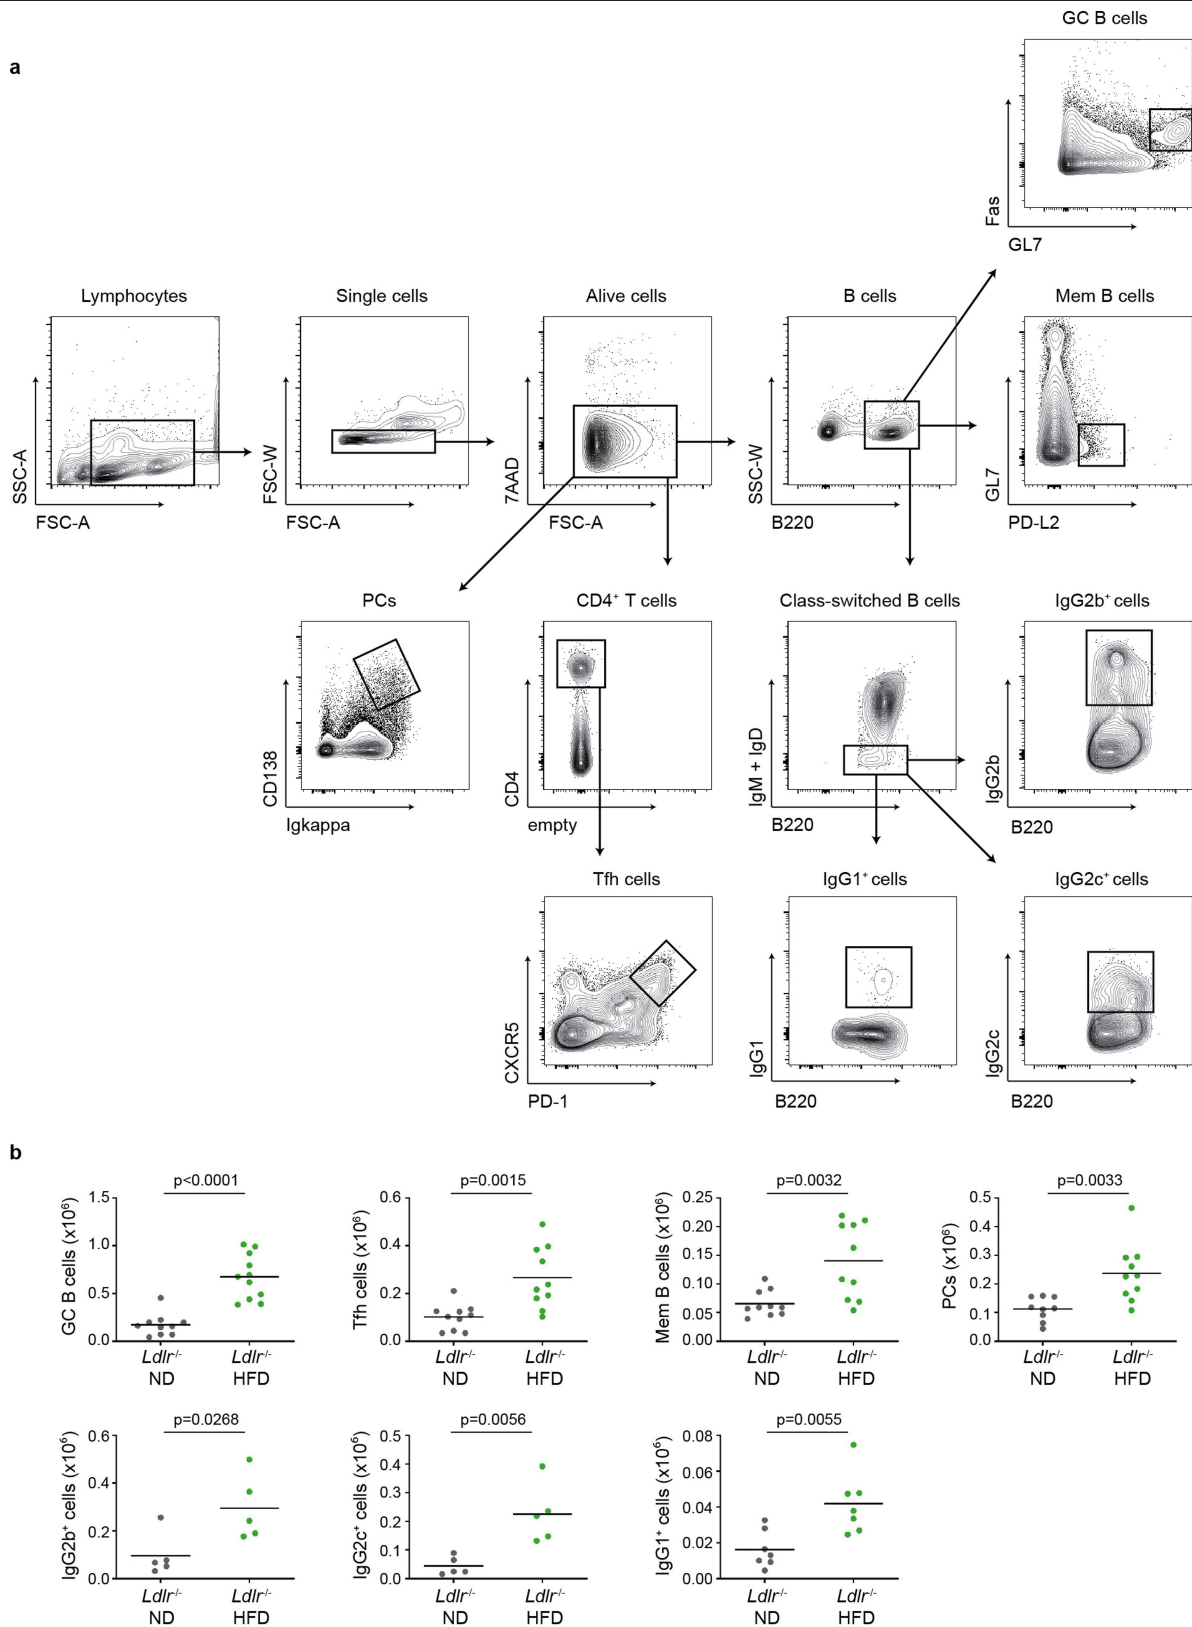 a
GC B cells
Fas
GL7
Lymphocytes
SSC-A
FSC-A
Single cells
FSC-W
FSC-A
Alive cells
7AAD
FSC-A
B cells
SSC-W
B220
Mem B cells
GL7
PD-L2
PCs
CD138
Igkappa
CD4⁺ T cells
CD4
empty
Class-switched B cells
IgM + IgD
B220
IgG2b⁺ cells
IgG2b
B220
Tfh cells
CXCR5
PD-1
IgG1⁺ cells
IgG1
B220
IgG2c⁺ cells
IgG2c
B220
b
p<0.0001
GC B cells (x10⁶)
1.5
1.0
0.5
0.0
Ldlr⁻/⁻
ND
Ldlr⁻/⁻
HFD
p=0.0015
Tfh cells (x10⁶)
0.6
0.4
0.2
0.0
Ldlr⁻/⁻
ND
Ldlr⁻/⁻
HFD
p=0.0032
Mem B cells (x10⁶)
0.25
0.20
0.15
0.10
0.05
0.00
Ldlr⁻/⁻
ND
Ldlr⁻/⁻
HFD
p=0.0033
PCs (x10⁶)
0.5
0.4
0.3
0.2
0.1
0.0
Ldlr⁻/⁻
ND
Ldlr⁻/⁻
HFD
p=0.0268
IgG2b⁺ cells (x10⁶)
0.6
0.4
0.2
0.0
Ldlr⁻/⁻
ND
Ldlr⁻/⁻
HFD
p=0.0056
IgG2c⁺ cells (x10⁶)
0.5
0.4
0.3
0.2
0.1
0.0
Ldlr⁻/⁻
ND
Ldlr⁻/⁻
HFD
p=0.0055
IgG1⁺ cells (x10⁶)
0.08
0.06
0.04
0.02
0.00
Ldlr⁻/⁻
ND
Ldlr⁻/⁻
HFD